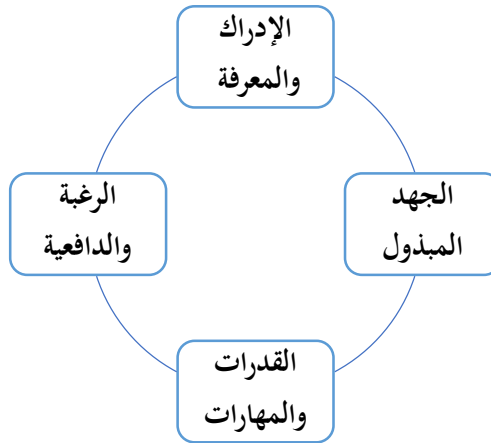 الإدراك
والمعرفة
الجهد
المبذول
القدرات
والمهارات
الرغبة
والدافعية